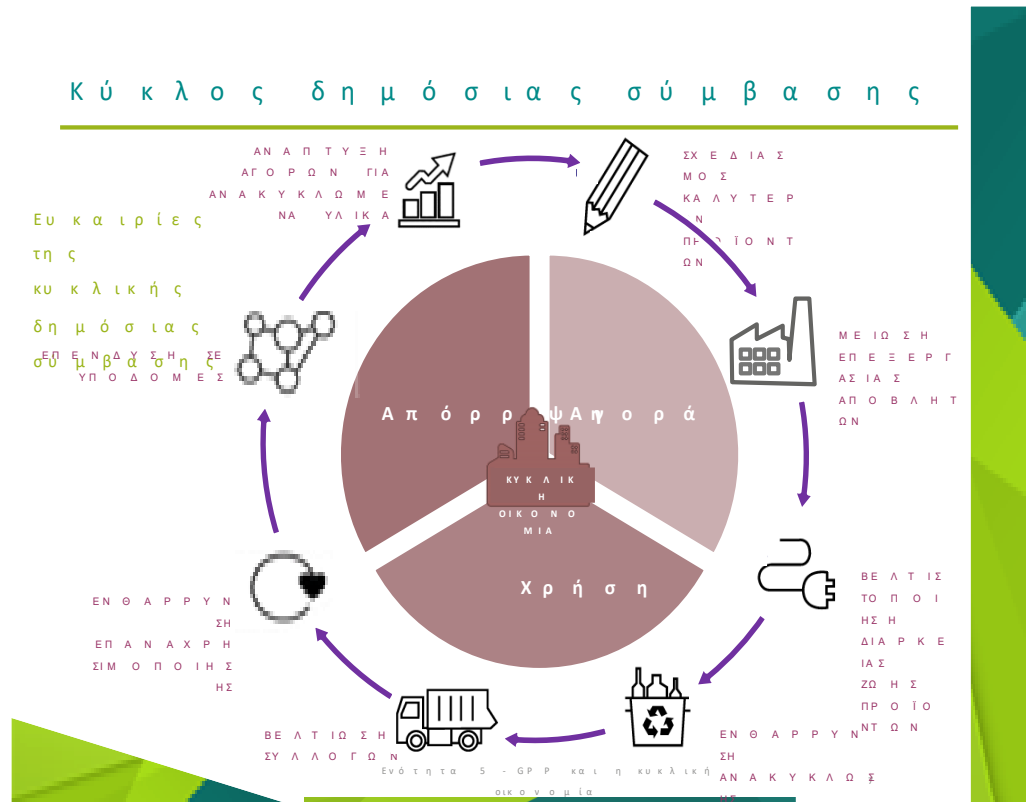 Κύκλος δημόσιας σύμβασης
ΑΝΑΠΤΥΞΗ
ΑΓΟΡΩΝ ΓΙΑ
ΑΝΑΚΥΚΛΩΜΕ
ΝΑ ΥΛΙΚΑ
ΣΧΕΔΙΑΣ
ΜΟΣ
ΚΑΛΥΤΕΡ
Ν
ΠΡΟΪΟΝΤ
ΩΝ
Ευκαιρίες
της
κυκλικής
δημόσιας
σύμβασης
ΕΠΕΝΔΥΣΗ ΣΕ
ΥΠΟΔΟΜΕΣ
ΜΕΙΩΣΗ
ΕΠΕΞΕΡΓ
ΑΣΙΑΣ
ΑΠΟΒΛΗΤ
ΩΝ
Απόρριψη
Αγορά
ΚΥΚΛΙΚ
Η
ΟΙΚΟΝΟ
ΜΙΑ
Χρήση
ΒΕΛΤΙΣ
ΤΟΠΟΙ
ΗΣΗ
ΔΙΑΡΚΕ
ΙΑΣ
ΖΩΗΣ
ΠΡΟΪΟ
ΝΤΩΝ
ΕΝΘΑΡΡΥΝ
ΣΗ
ΕΠΑΝΑΧΡΗ
ΣΙΜΟΠΟΙΗΣ
ΗΣ
ΒΕΛΤΙΩΣΗ
ΣΥΛΛΟΓΩΝ
ΕΝΘΑΡΡΥΝ
ΣΗ
ΑΝΑΚΥΚΛΩΣ
ΗΣ
Ενότητα 5 - GPP και η κυκλική
οικονομία